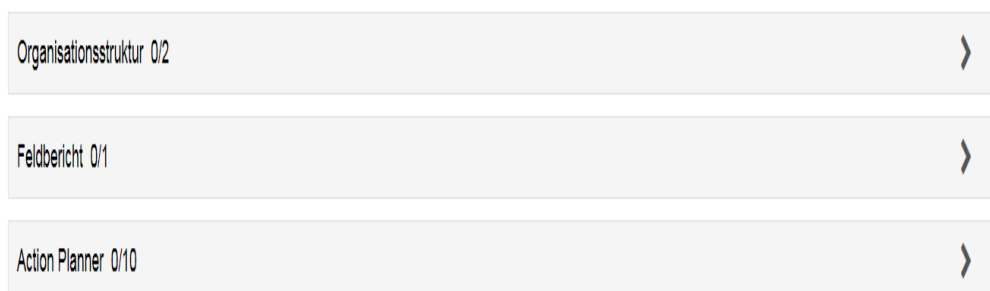 Organisationsstruktur 0/2
Feldbericht 0/1
Action Planner 0/10